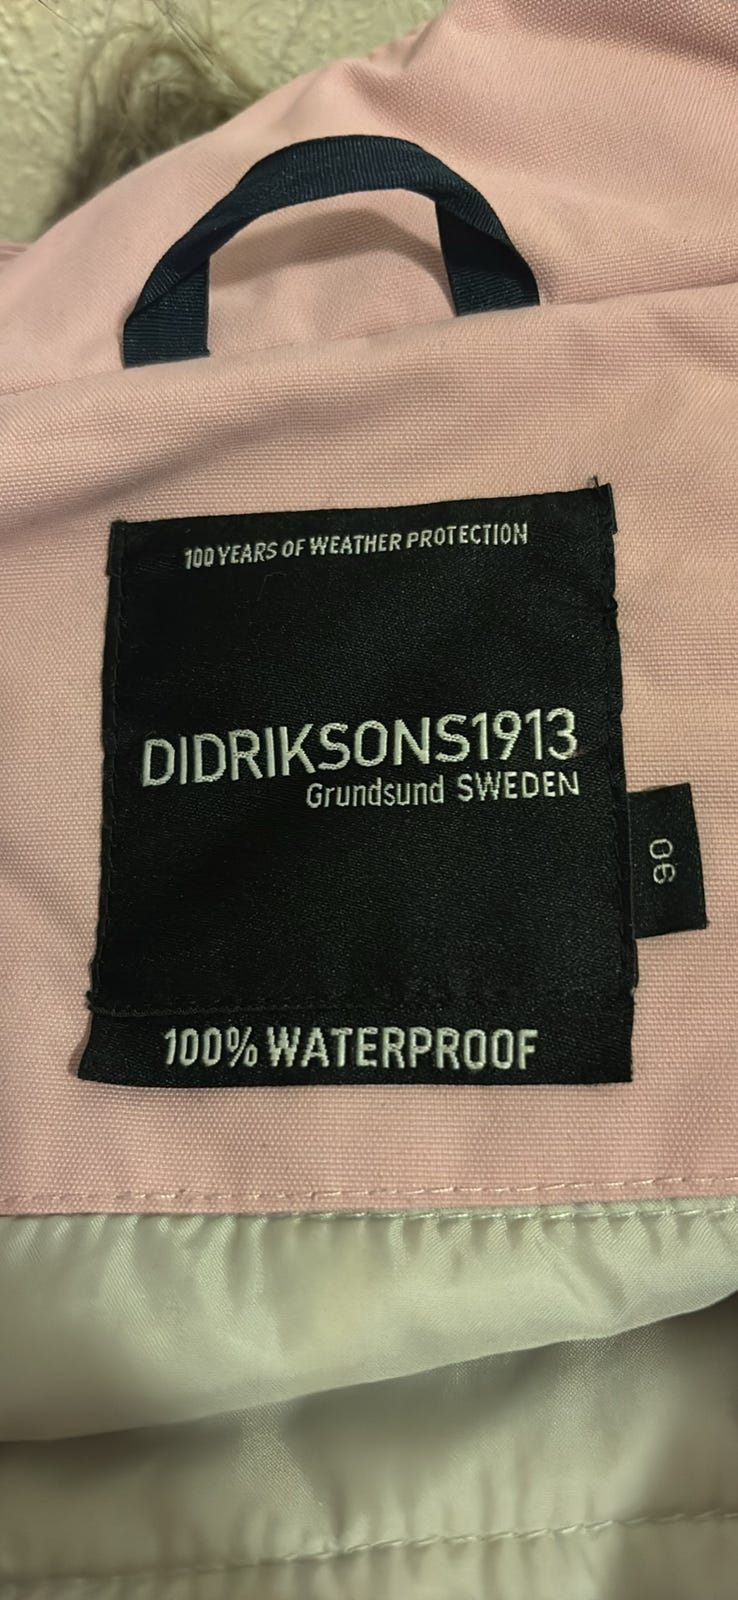 100 YEARS OF WEATHER PROTECTION
DIDRIKSONS1913
Grundsund SWEDEN
90
100% WATERPROOF